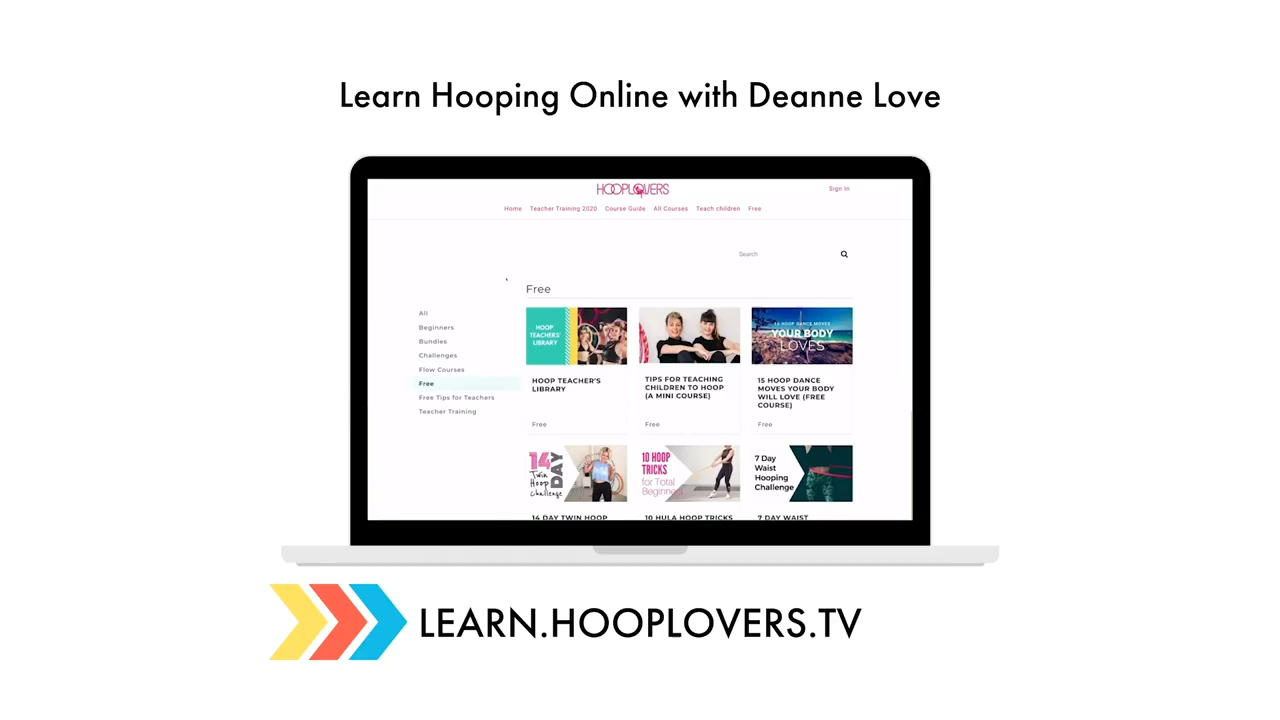 Learn Hooping Online with Deanne Love
HOOPLOVERS
Sign In
Home Teacher Training 2020 Course Guide All Courses Teach children Free
Search
Free
All
Beginners
Bundles
Challenges
Flow Courses
Free
Free Tips for Teachers
Teacher Training
HOOP
TEACHERS'
LIBRARY
HOOP TEACHER'S
LIBRARY
Free
TIPS FOR TEACHING
CHILDREN TO HOOP
(A MINI COURSE)
Free
15 HOOP DANCE MOVES
YOUR BODY
LOVES
15 HOOP DANCE
MOVES YOUR BODY
WILL LOVE (FREE
COURSE)
Free
14 DAY
Twin
Hoop
Challenge
14 DAY TWIN HOOP
10 HOOP
TRICKS
for Total
Beginners
10 HULA HOOP TRICKS
7 Day
Waist
Hooping
Challenge
7 DAY WAIST
LEARN.HOOPLOVERS.TV